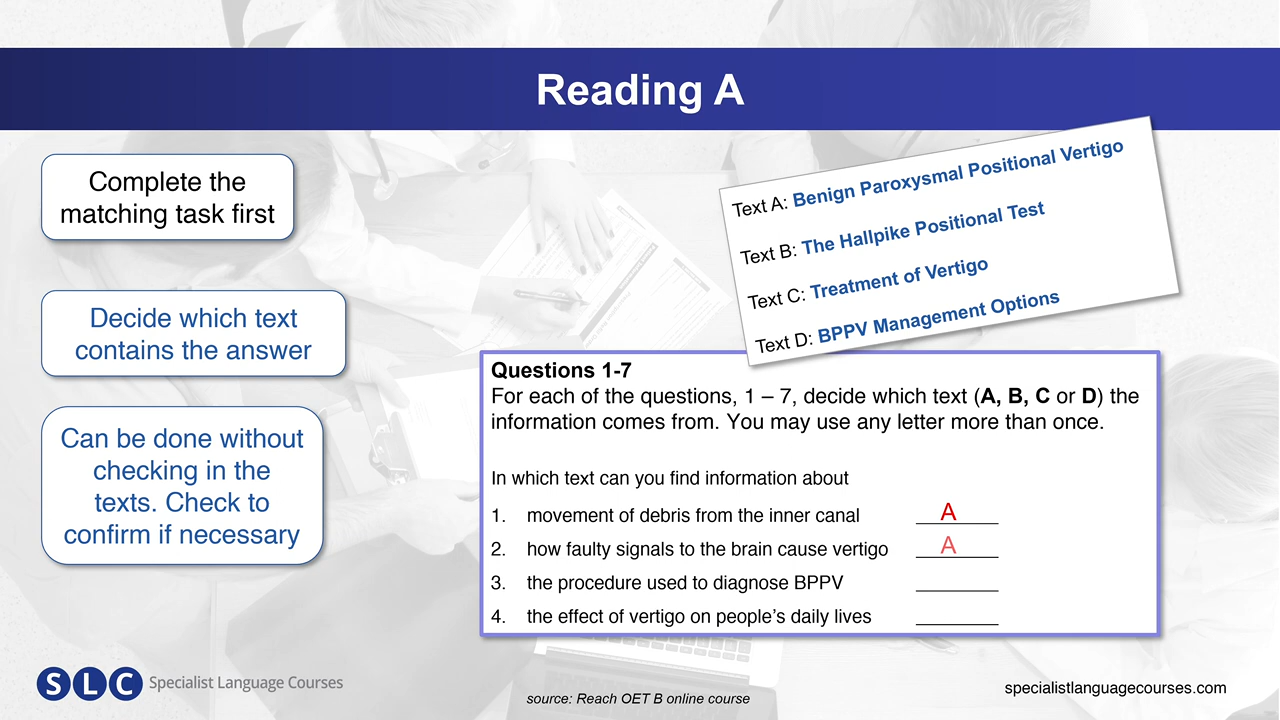 Reading A
Complete the
matching task first
Decide which text
contains the answer
Can be done without
checking in the
texts. Check to
confirm if necessary
Text A: Benign Paroxysmal Positional Vertigo
Text B: The Hallpike Positional Test
Text C: Treatment of Vertigo
Text D: BPPV Management Options
Questions 1-7
For each of the questions, 1 – 7, decide which text (A, B, C or D) the
information comes from. You may use any letter more than once.
In which text can you find information about
1. movement of debris from the inner canal A
2. how faulty signals to the brain cause vertigo A
3. the procedure used to diagnose BPPV
4. the effect of vertigo on people’s daily lives
SLC Specialist Language Courses
source: Reach OET B online course
specialistlanguagecourses.com